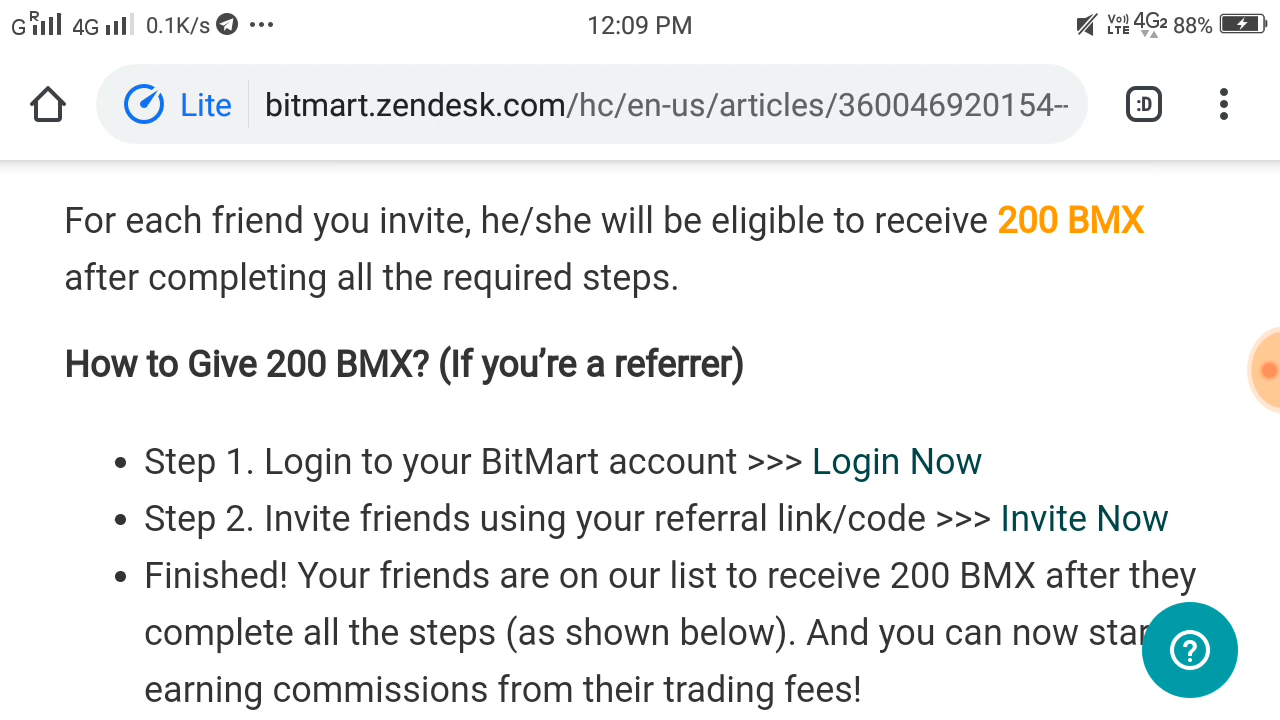 G R 4G 0.1K/s ... 12:09 PM Vo)) LTE 4G2 88%
Lite bitmart.zendesk.com/hc/en-us/articles/360046920154-- :D
For each friend you invite, he/she will be eligible to receive 200 BMX
after completing all the required steps.
How to Give 200 BMX? (If you’re a referrer)
• Step 1. Login to your BitMart account >>> Login Now
• Step 2. Invite friends using your referral link/code >>> Invite Now
• Finished! Your friends are on our list to receive 200 BMX after they
complete all the steps (as shown below). And you can now star
earning commissions from their trading fees!
?